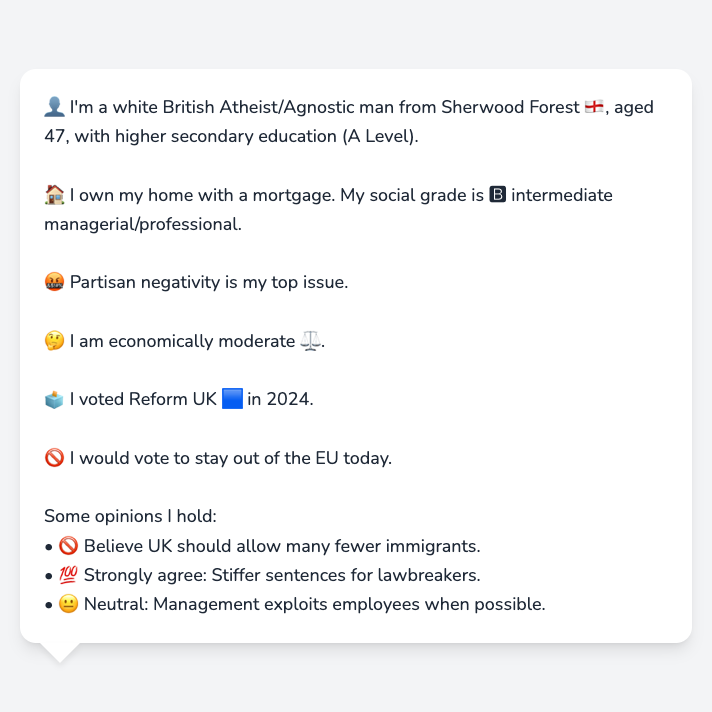 👤 I'm a white British Atheist/Agnostic man from Sherwood Forest 🏴󠁧󠁢󠁥󠁮󠁧󠁿, aged
47, with higher secondary education (A Level).
🏠 I own my home with a mortgage. My social grade is 🅱 intermediate
managerial/professional.
🤬 Partisan negativity is my top issue.
🤔 I am economically moderate ⚖️.
🗳️ I voted Reform UK 🟦 in 2024.
🚫 I would vote to stay out of the EU today.
Some opinions I hold:
• 🚫 Believe UK should allow many fewer immigrants.
• 💯 Strongly agree: Stiffer sentences for lawbreakers.
• 😐 Neutral: Management exploits employees when possible.